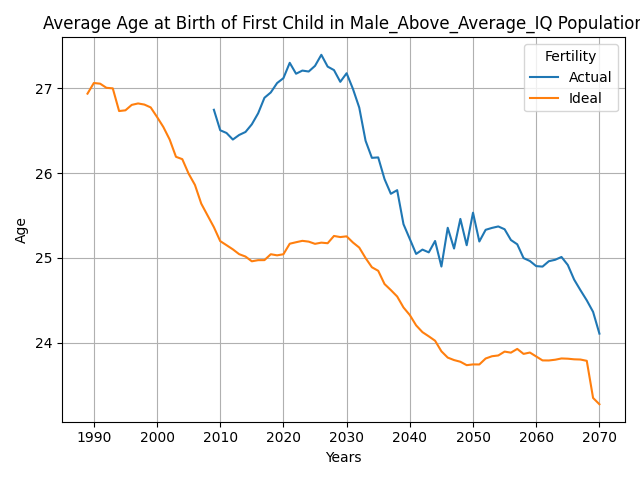 Average Age at Birth of First Child in Male_Above_Average_IQ Population
Fertility
Actual
Ideal
27
26
25
24
Age
1990 2000 2010 2020 2030 2040 2050 2060 2070
Years